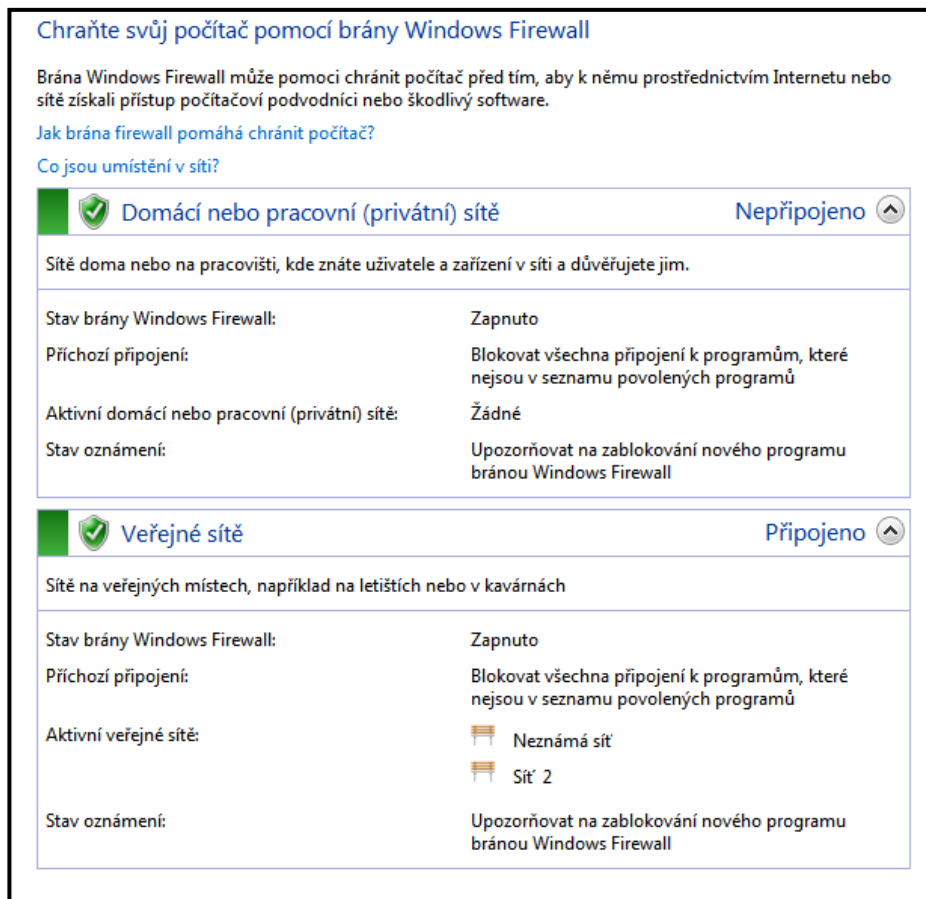 Chraňte svůj počítač pomocí brány Windows Firewall
Brána Windows Firewall může pomoci chránit počítač před tím, aby k němu prostřednictvím Internetu nebo
sítě získali přístup počítačoví podvodníci nebo škodlivý software.
Jak brána firewall pomáhá chránit počítač?
Co jsou umístění v síti?
Domácí nebo pracovní (privátní) sítě Nepřipojeno
Sítě doma nebo na pracovišti, kde znáte uživatele a zařízení v síti a důvěřujete jim.
Stav brány Windows Firewall: Zapnuto
Příchozí připojení: Blokovat všechna připojení k programům, které
nejsou v seznamu povolených programů
Aktivní domácí nebo pracovní (privátní) sítě: Žádné
Stav oznámení: Upozorňovat na zablokování nového programu
bránou Windows Firewall
Veřejné sítě Připojeno
Sítě na veřejných místech, například na letištích nebo v kavárnách
Stav brány Windows Firewall: Zapnuto
Příchozí připojení: Blokovat všechna připojení k programům, které
nejsou v seznamu povolených programů
Aktivní veřejné sítě: Neznámá síť
Síť 2
Stav oznámení: Upozorňovat na zablokování nového programu
bránou Windows Firewall